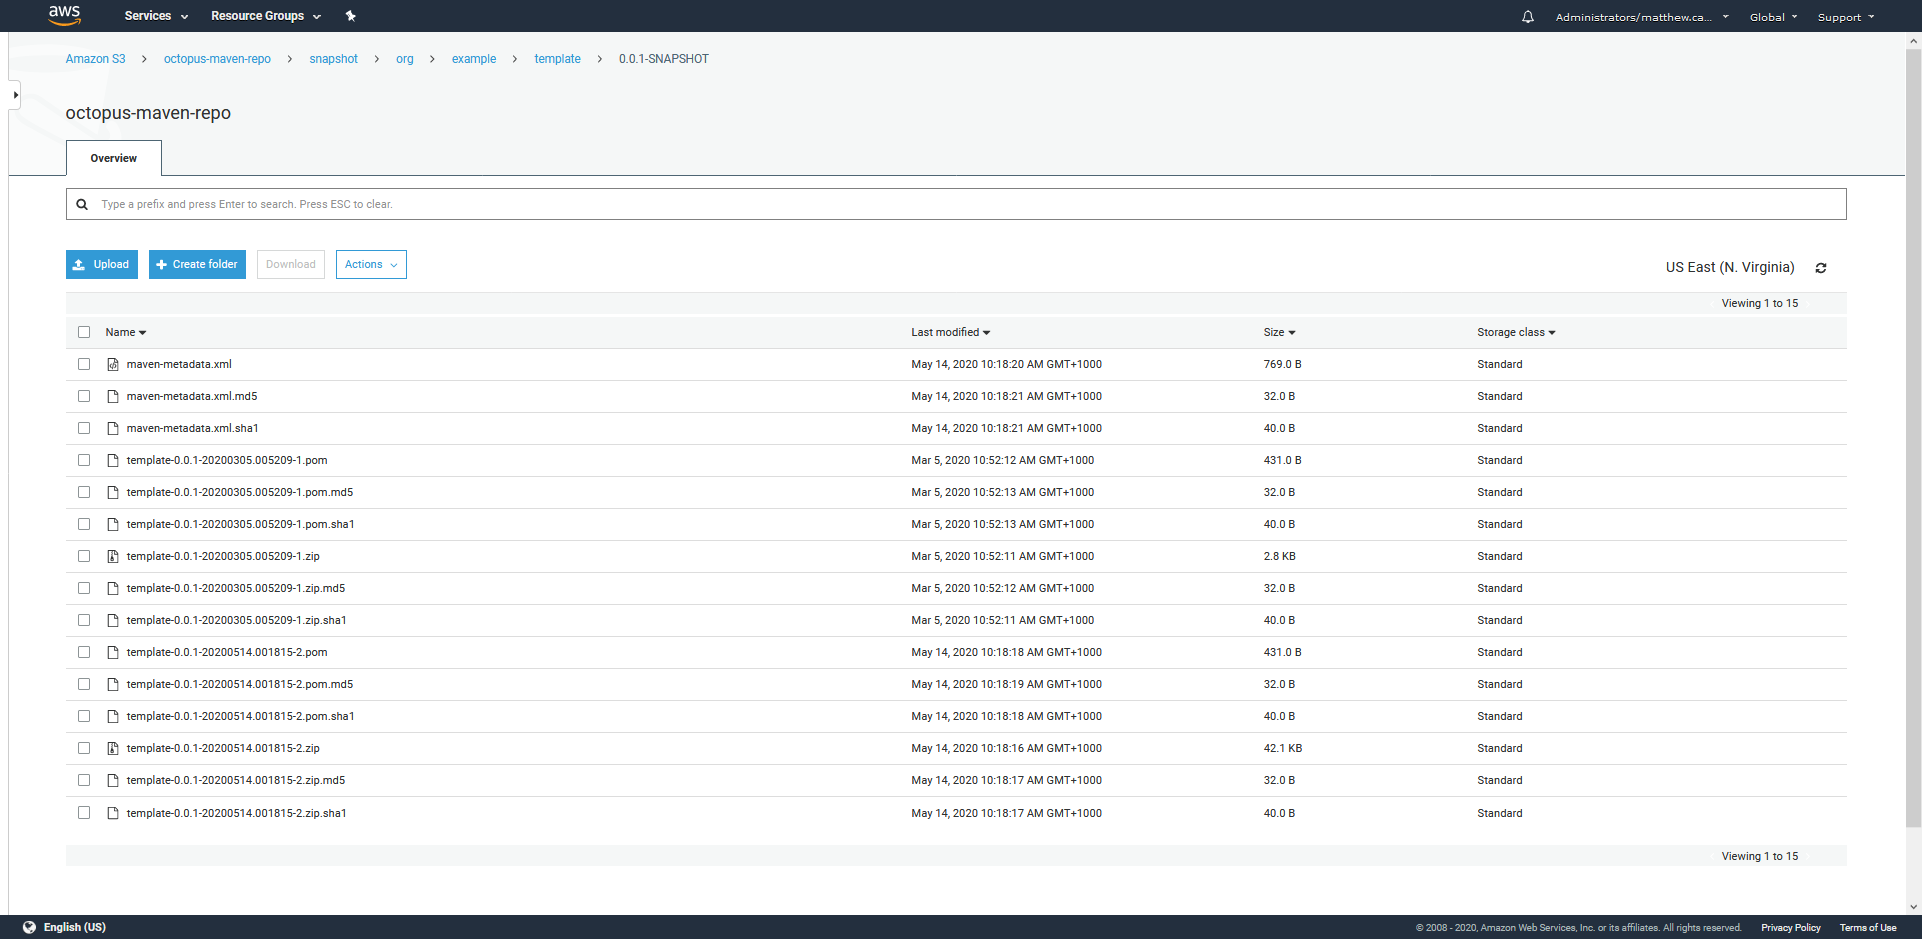 aws Services Resource Groups Administrators/matthew.ca... Global Support
Amazon S3 octopus-maven-repo snapshot org example template 0.0.1-SNAPSHOT
octopus-maven-repo
Overview
Type a prefix and press Enter to search. Press ESC to clear.
Upload Create folder Download Actions US East (N. Virginia)
Viewing 1 to 15
Name Last modified Size Storage class
maven-metadata.xml May 14, 2020 10:18:20 AM GMT+1000 769.0 B Standard
maven-metadata.xml.md5 May 14, 2020 10:18:21 AM GMT+1000 32.0 B Standard
maven-metadata.xml.sha1 May 14, 2020 10:18:21 AM GMT+1000 40.0 B Standard
template-0.0.1-20200305.005209-1.pom Mar 5, 2020 10:52:12 AM GMT+1000 431.0 B Standard
template-0.0.1-20200305.005209-1.pom.md5 Mar 5, 2020 10:52:13 AM GMT+1000 32.0 B Standard
template-0.0.1-20200305.005209-1.pom.sha1 Mar 5, 2020 10:52:13 AM GMT+1000 40.0 B Standard
template-0.0.1-20200305.005209-1.zip Mar 5, 2020 10:52:11 AM GMT+1000 2.8 KB Standard
template-0.0.1-20200305.005209-1.zip.md5 Mar 5, 2020 10:52:12 AM GMT+1000 32.0 B Standard
template-0.0.1-20200305.005209-1.zip.sha1 Mar 5, 2020 10:52:11 AM GMT+1000 40.0 B Standard
template-0.0.1-20200514.001815-2.pom May 14, 2020 10:18:18 AM GMT+1000 431.0 B Standard
template-0.0.1-20200514.001815-2.pom.md5 May 14, 2020 10:18:19 AM GMT+1000 32.0 B Standard
template-0.0.1-20200514.001815-2.pom.sha1 May 14, 2020 10:18:18 AM GMT+1000 40.0 B Standard
template-0.0.1-20200514.001815-2.zip May 14, 2020 10:18:16 AM GMT+1000 42.1 KB Standard
template-0.0.1-20200514.001815-2.zip.md5 May 14, 2020 10:18:17 AM GMT+1000 32.0 B Standard
template-0.0.1-20200514.001815-2.zip.sha1 May 14, 2020 10:18:17 AM GMT+1000 40.0 B Standard
Viewing 1 to 15
English (US) © 2008 - 2020, Amazon Web Services, Inc. or its affiliates. All rights reserved. Privacy Policy Terms of Use